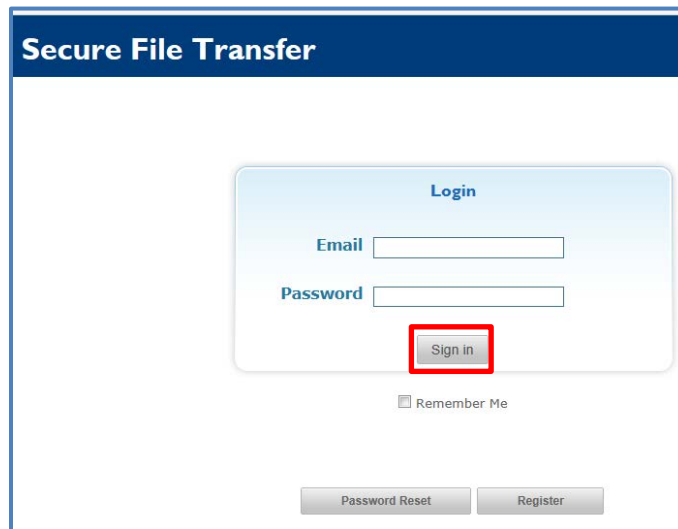 Secure File Transfer
Login
Email
Password
Sign in
Remember Me
Password Reset Register